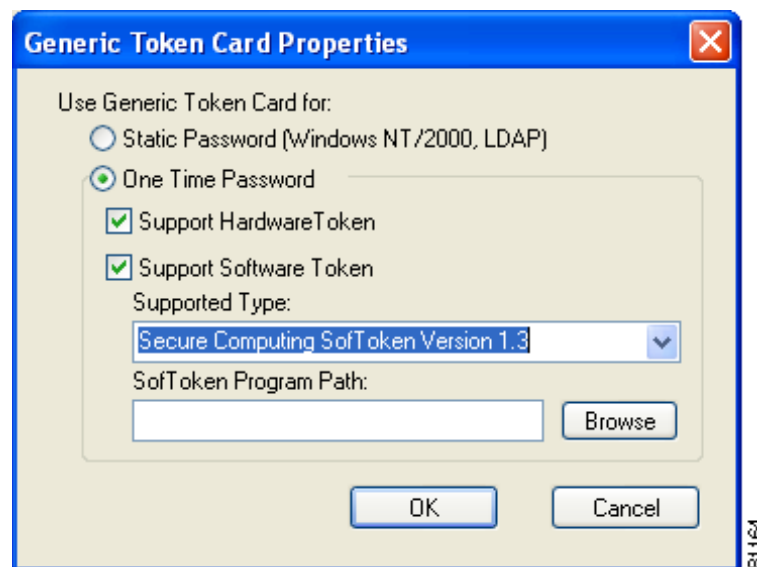 Generic Token Card Properties
Use Generic Token Card for:
Static Password (Windows NT/2000, LDAP)
One Time Password
Support HardwareToken
Support Software Token
Supported Type:
Secure Computing SofToken Version 1.3
SofToken Program Path:
Browse
OK
Cancel